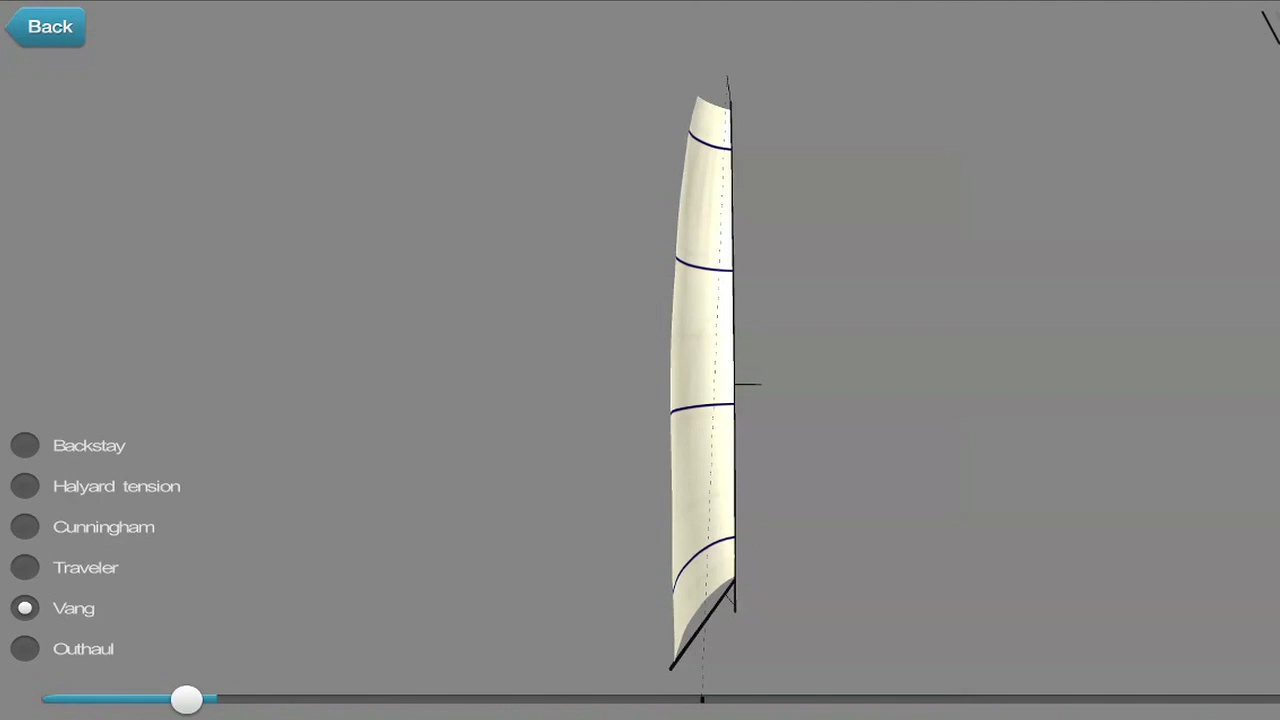 Back
Backstay
Halyard tension
Cunningham
Traveler
Vang
Outhaul